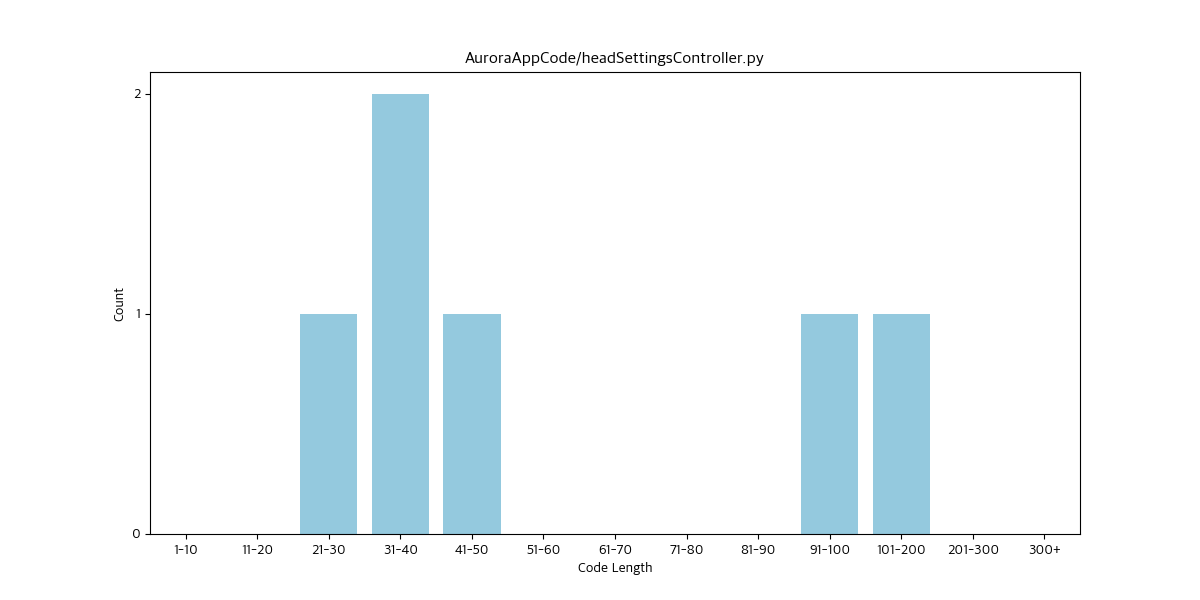 AuroraAppCode/headSettingsController.py
2
1
0
Count
1-10 11-20 21-30 31-40 41-50 51-60 61-70 71-80 81-90 91-100 101-200 201-300 300+
Code Length